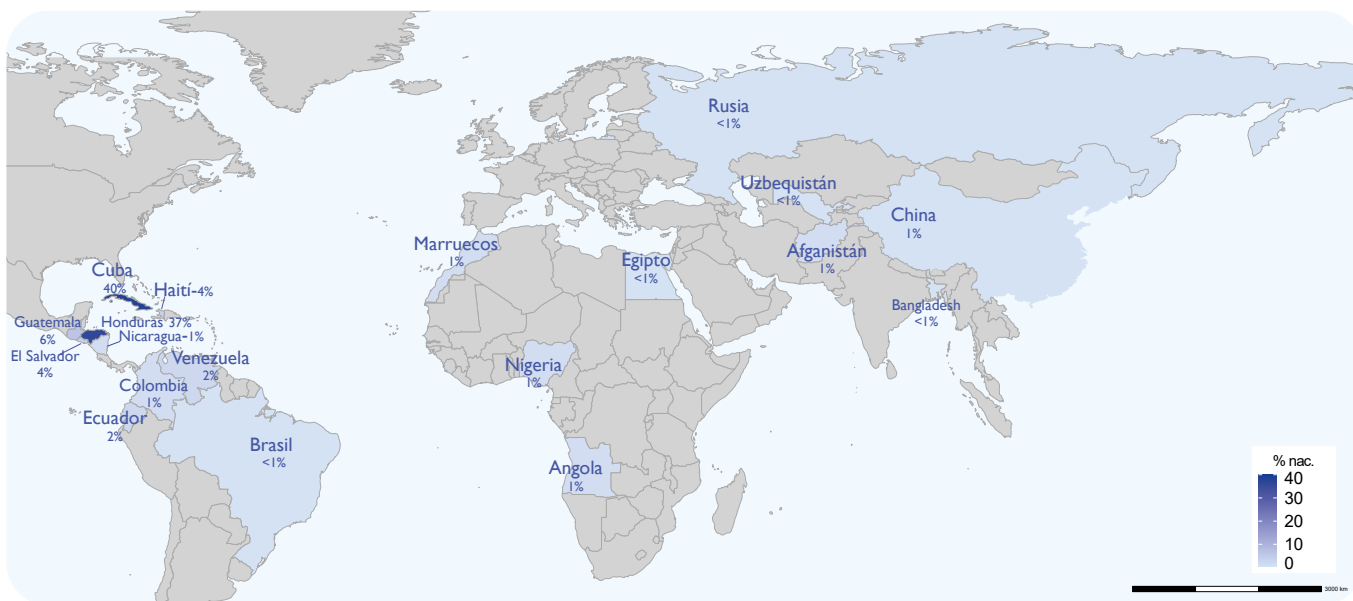 Rusia
<1%
Uzbequistán
<1%
China
1%
Marruecos
1%
Egipto
<1%
Afganistán
1%
Cuba
40%
Haití-4%
Bangladesh
<1%
Guatemala
6%
Honduras 37%
Nicaragua-1%
El Salvador
4%
Venezuela
2%
Nigeria
1%
Colombia
1%
Ecuador
2%
Brasil
<1%
Angola
1%
% nac.
40
30
20
10
0
3000 km